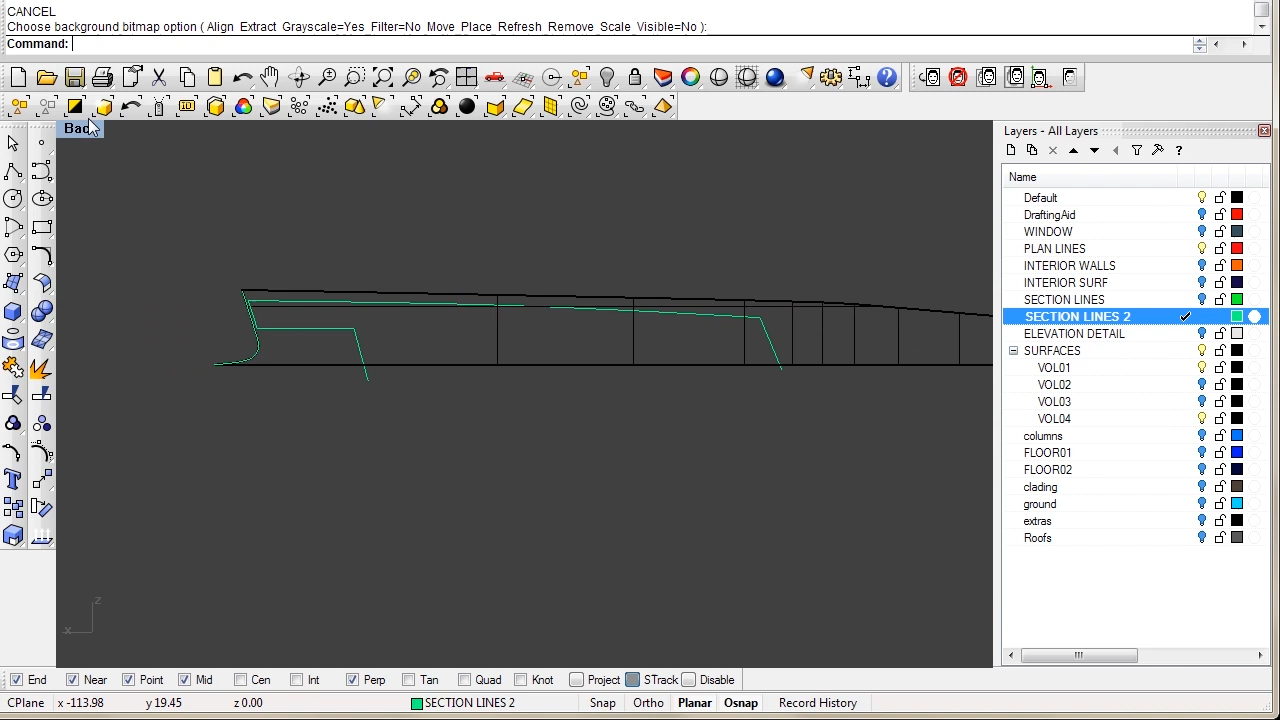 CANCEL
Choose background bitmap option ( Align Extract Grayscale=Yes Filter=No Move Place Refresh Remove Scale Visible=No ):
Command:
Layers - All Layers
Name
Default
DraftingAid
WINDOW
PLAN LINES
INTERIOR WALLS
INTERIOR SURF
SECTION LINES
SECTION LINES 2
ELEVATION DETAIL
SURFACES
VOL01
VOL02
VOL03
VOL04
columns
FLOOR01
FLOOR02
clading
ground
extras
Roofs
z
x
End Near Point Mid Cen Int Perp Tan Quad Knot Project STrack Disable
CPlane x -113.98 y 19.45 z 0.00 SECTION LINES 2 Snap Ortho Planar Osnap Record History